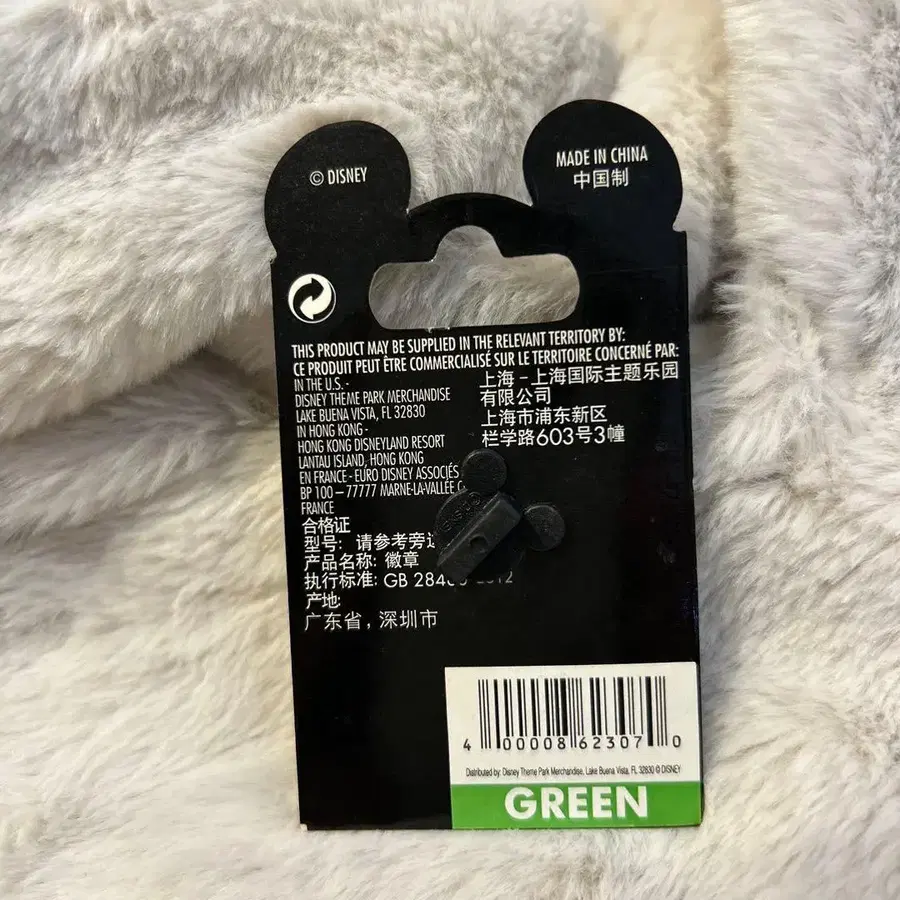 © DISNEY
MADE IN CHINA
中国制
THIS PRODUCT MAY BE SUPPLIED IN THE RELEVANT TERRITORY BY:
CE PRODUIT PEUT ÊTRE COMMERCIALISÉ SUR LE TERRITOIRE CONCERNÉ PAR:
IN THE U.S. -
DISNEY THEME PARK MERCHANDISE
LAKE BUENA VISTA, FL 32830
IN HONG KONG -
HONG KONG DISNEYLAND RESORT
LANTAU ISLAND, HONG KONG
EN FRANCE - EURO DISNEY ASSOCIÉS
BP 100 – 77777 MARNE-LA-VALLÉE
FRANCE
上海 – 上海国际主题乐园
有限公司
上海市浦东新区
栏学路603号3幢
合格证
型号: 请参考旁
产品名称: 徽章
执行标准: GB
产地:
广东省，深圳市
4 00008 62307 0
Distributed by: Disney Theme Park Merchandise, Lake Buena Vista, FL 32830 © DISNEY
GREEN